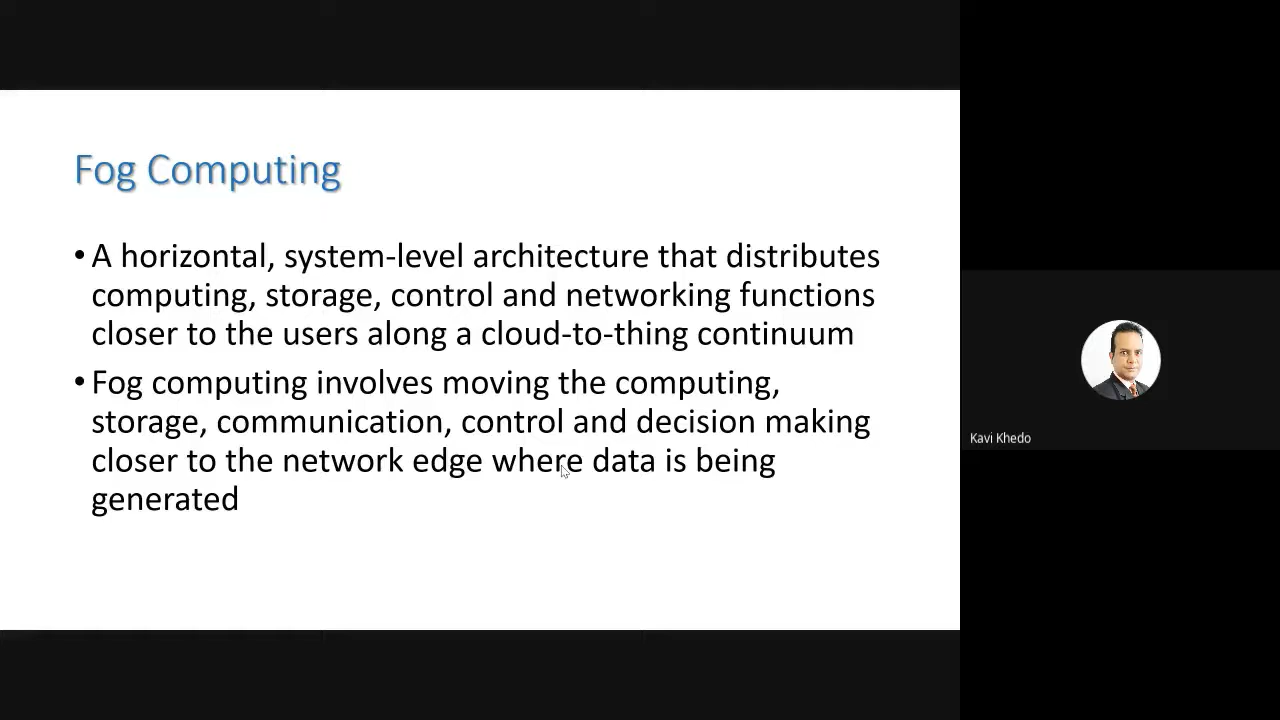 Fog Computing
• A horizontal, system-level architecture that distributes
computing, storage, control and networking functions
closer to the users along a cloud-to-thing continuum
• Fog computing involves moving the computing,
storage, communication, control and decision making
closer to the network edge where data is being
generated
Kavi Khedo